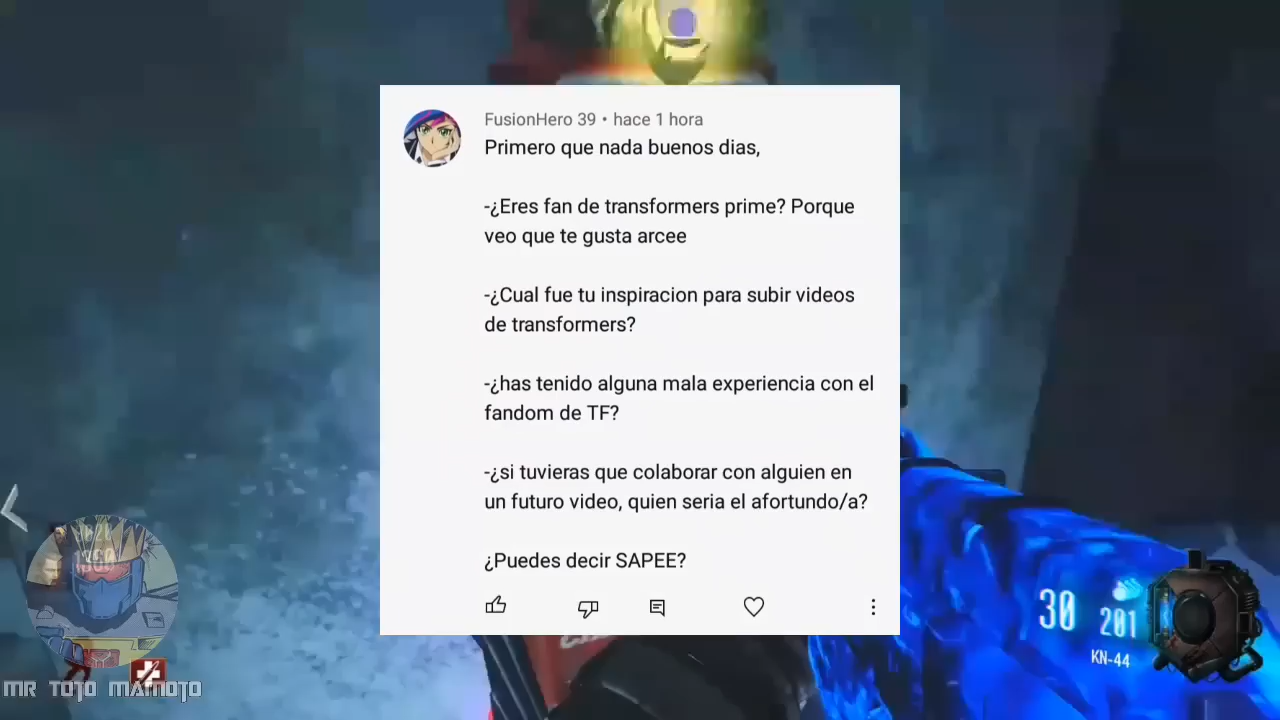 FusionHero 39 • hace 1 hora
Primero que nada buenos dias,
-¿Eres fan de transformers prime? Porque
veo que te gusta arcee
-¿Cual fue tu inspiracion para subir videos
de transformers?
-¿has tenido alguna mala experiencia con el
fandom de TF?
-¿si tuvieras que colaborar con alguien en
un futuro video, quien seria el afortundo/a?
¿Puedes decir SAPEE?
30
201
KN-44
MR TOTO MAMOTO